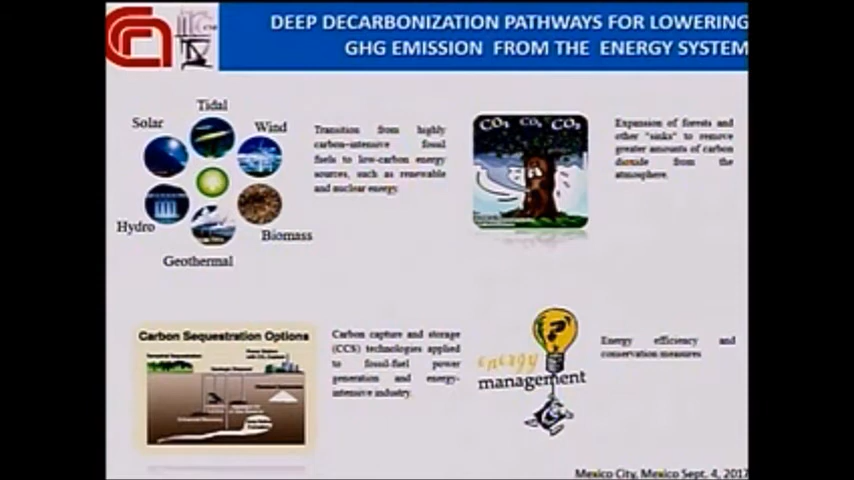 DEEP DECARBONIZATION PATHWAYS FOR LOWERING
GHG EMISSION FROM THE ENERGY SYSTEM
Tidal
Solar
Wind
Hydro
Biomass
Geothermal
Transition from highly
carbon-intensive fossil
fuels to low-carbon energy
sources, such as renewable
and nuclear energy.
CO₂ CO₂ CO₂
Expansion of forests and
other "sinks" to remove
greater amounts of carbon
dioxide from the
atmosphere.
Carbon Sequestration Options
Terrestrial Sequestration
Geologic Disposal
Carbon capture and storage
(CCS) technologies applied
to fossil-fuel power
generation and energy-
intensive industry.
?
energy
management
Energy efficiency and
conservation measures
Mexico City, Mexico Sept. 4, 2017